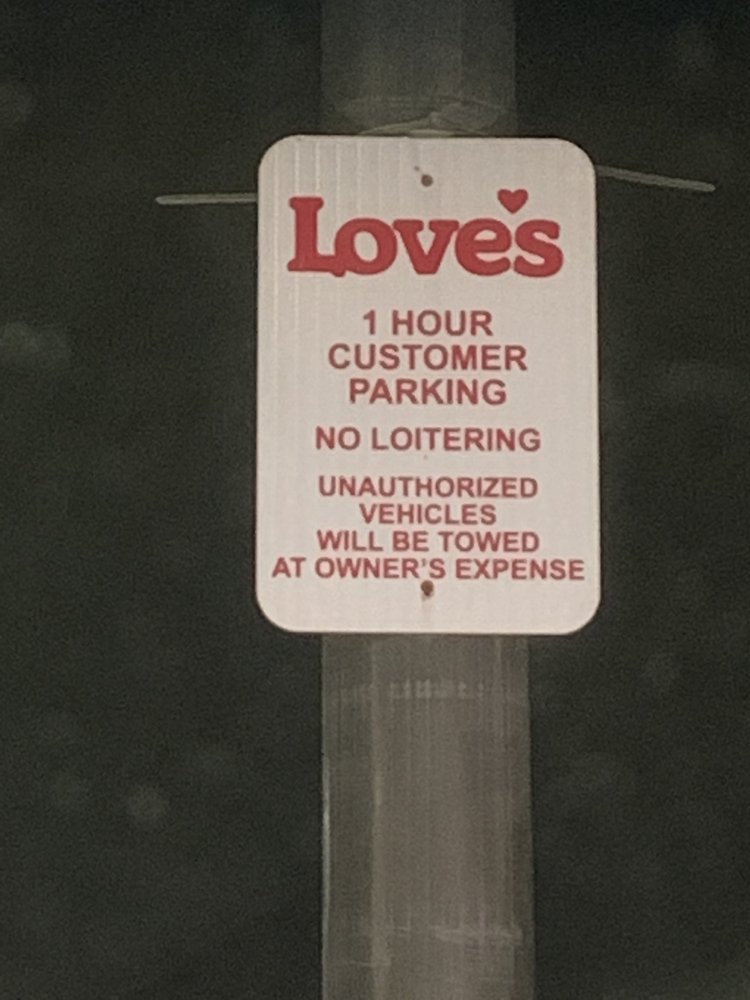 Love's
1 HOUR
CUSTOMER
PARKING
NO LOITERING
UNAUTHORIZED
VEHICLES
WILL BE TOWED
AT OWNER'S EXPENSE